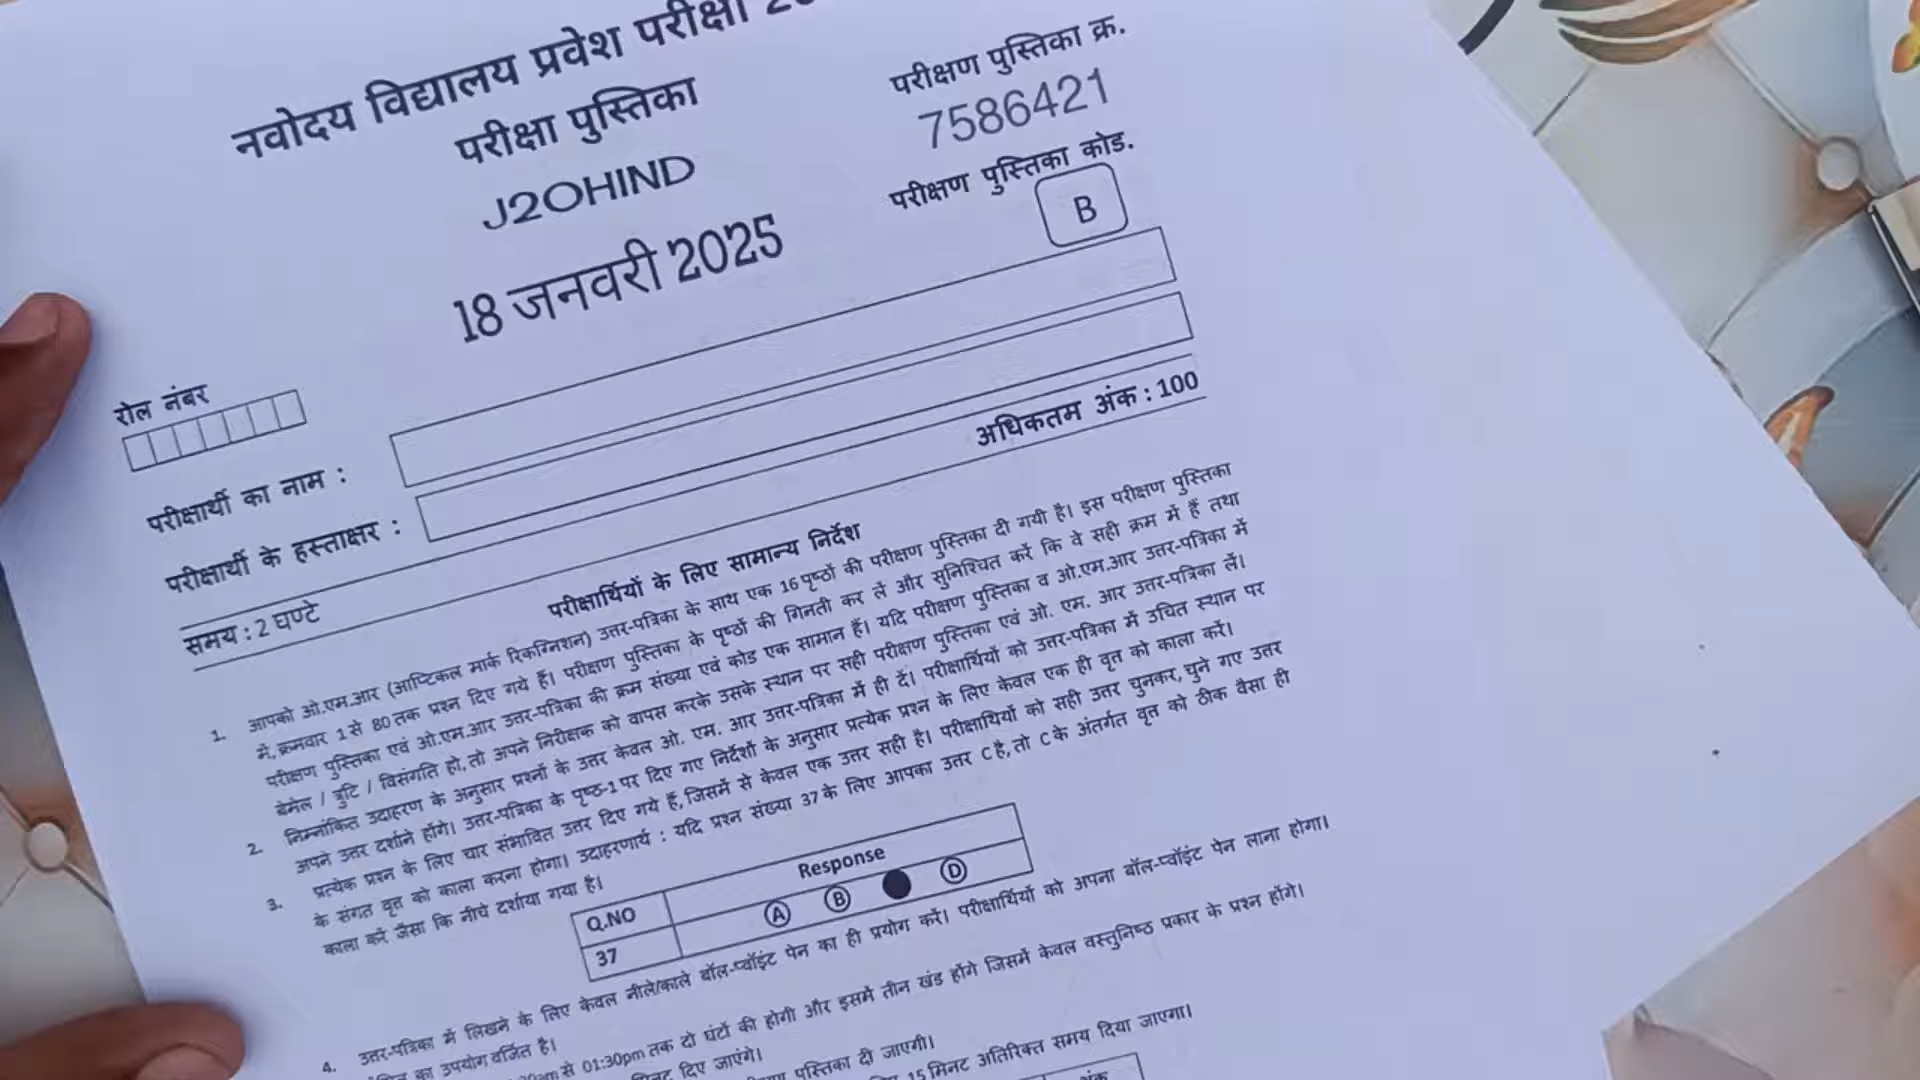 नवोदय विद्यालय प्रवेश परीक्षा
परीक्षा पुस्तिका
J2OHIND
18 जनवरी 2025
परीक्षण पुस्तिका क्र.
7586421
परीक्षण पुस्तिका कोड.
B
रोल नंबर
परीक्षार्थी का नाम :
परीक्षार्थी के हस्ताक्षर :
समय : 2 घण्टे
अधिकतम अंक : 100
परीक्षार्थियों के लिए सामान्य निर्देश
1. आपको ओ.एम.आर (आप्टिकल मार्क रिकग्निशन) उत्तर-पत्रिका के साथ एक 16 पृष्ठों की परीक्षण पुस्तिका दी गयी है। इस परीक्षण पुस्तिका
में, क्रमवार 1 से 80 तक प्रश्न दिए गये हैं। परीक्षण पुस्तिका के पृष्ठों की गिनती कर लें और सुनिश्चित करें कि वे सही क्रम में हैं तथा
परीक्षण पुस्तिका एवं ओ.एम.आर उत्तर-पत्रिका की क्रम संख्या एवं कोड एक सामान हैं। यदि परीक्षण पुस्तिका व ओ.एम.आर उत्तर-पत्रिका में
बेमेल / त्रुटि / विसंगति हो, तो अपने निरीक्षक को वापस करके उसके स्थान पर सही परीक्षण पुस्तिका एवं ओ. एम. आर उत्तर-पत्रिका लें।
2. निम्नांकित उदाहरण के अनुसार प्रश्नों के उत्तर केवल ओ. एम. आर उत्तर-पत्रिका में ही दें। परीक्षार्थियों को उत्तर-पत्रिका में उचित स्थान पर
अपने उत्तर दर्शाने होंगे। उत्तर-पत्रिका के पृष्ठ-1 पर दिए गए निर्देशों के अनुसार प्रत्येक प्रश्न के लिए केवल एक ही वृत को काला करें।
3. प्रत्येक प्रश्न के लिए चार संभावित उत्तर दिए गये हैं, जिसमें से केवल एक उत्तर सही है। परीक्षाथियों को सही उत्तर चुनकर, चुने गए उत्तर
के संगत वृत को काला करना होगा। उदाहरणार्थ : यदि प्रश्न संख्या 37 के लिए आपका उत्तर C है, तो C के अंतर्गत वृत को ठीक वैसा ही
काला करें जैसा कि नीचे दर्शाया गया है।
Q.NO Response
37 A B D
4. उत्तर-पत्रिका में लिखने के लिए केवल नीले/काले बॉल-प्वॉइंट पेन का ही प्रयोग करें। परीक्षार्थियों को अपना बॉल-प्वॉइंट पेन लाना होगा।
का उपयोग वर्जित है।
से 01:30pm तक दो घंटों की होगी और इसमें तीन खंड होंगे जिसमें केवल वस्तुनिष्ठ प्रकार के प्रश्न होंगे।
दिए जाएंगे।
पुस्तिका दी जाएगी।
15 मिनट अतिरिक्त समय दिया जाएगा।
अंक